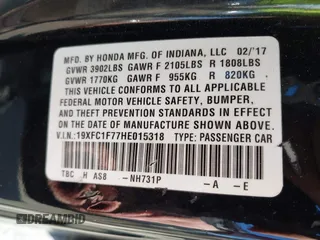 MFD. BY HONDA MFG. OF INDIANA, LLC 02/'17
GVWR 3902LBS GAWR F 2105LBS R 1808LBS
GVWR 1770KG GAWR F 955KG R 820KG
THIS VEHICLE CONFORMS TO ALL APPLICABLE
FEDERAL MOTOR VEHICLE SAFETY, BUMPER,
AND THEFT PREVENTION STANDARDS IN EFFECT
ON THE DATE OF MANUFACTURE SHOWN ABOVE.
V.I.N.: 19XFC1F77HE015318 TYPE: PASSENGER CAR
TBC H AS8 - NH731P - A - E
DREAMBID